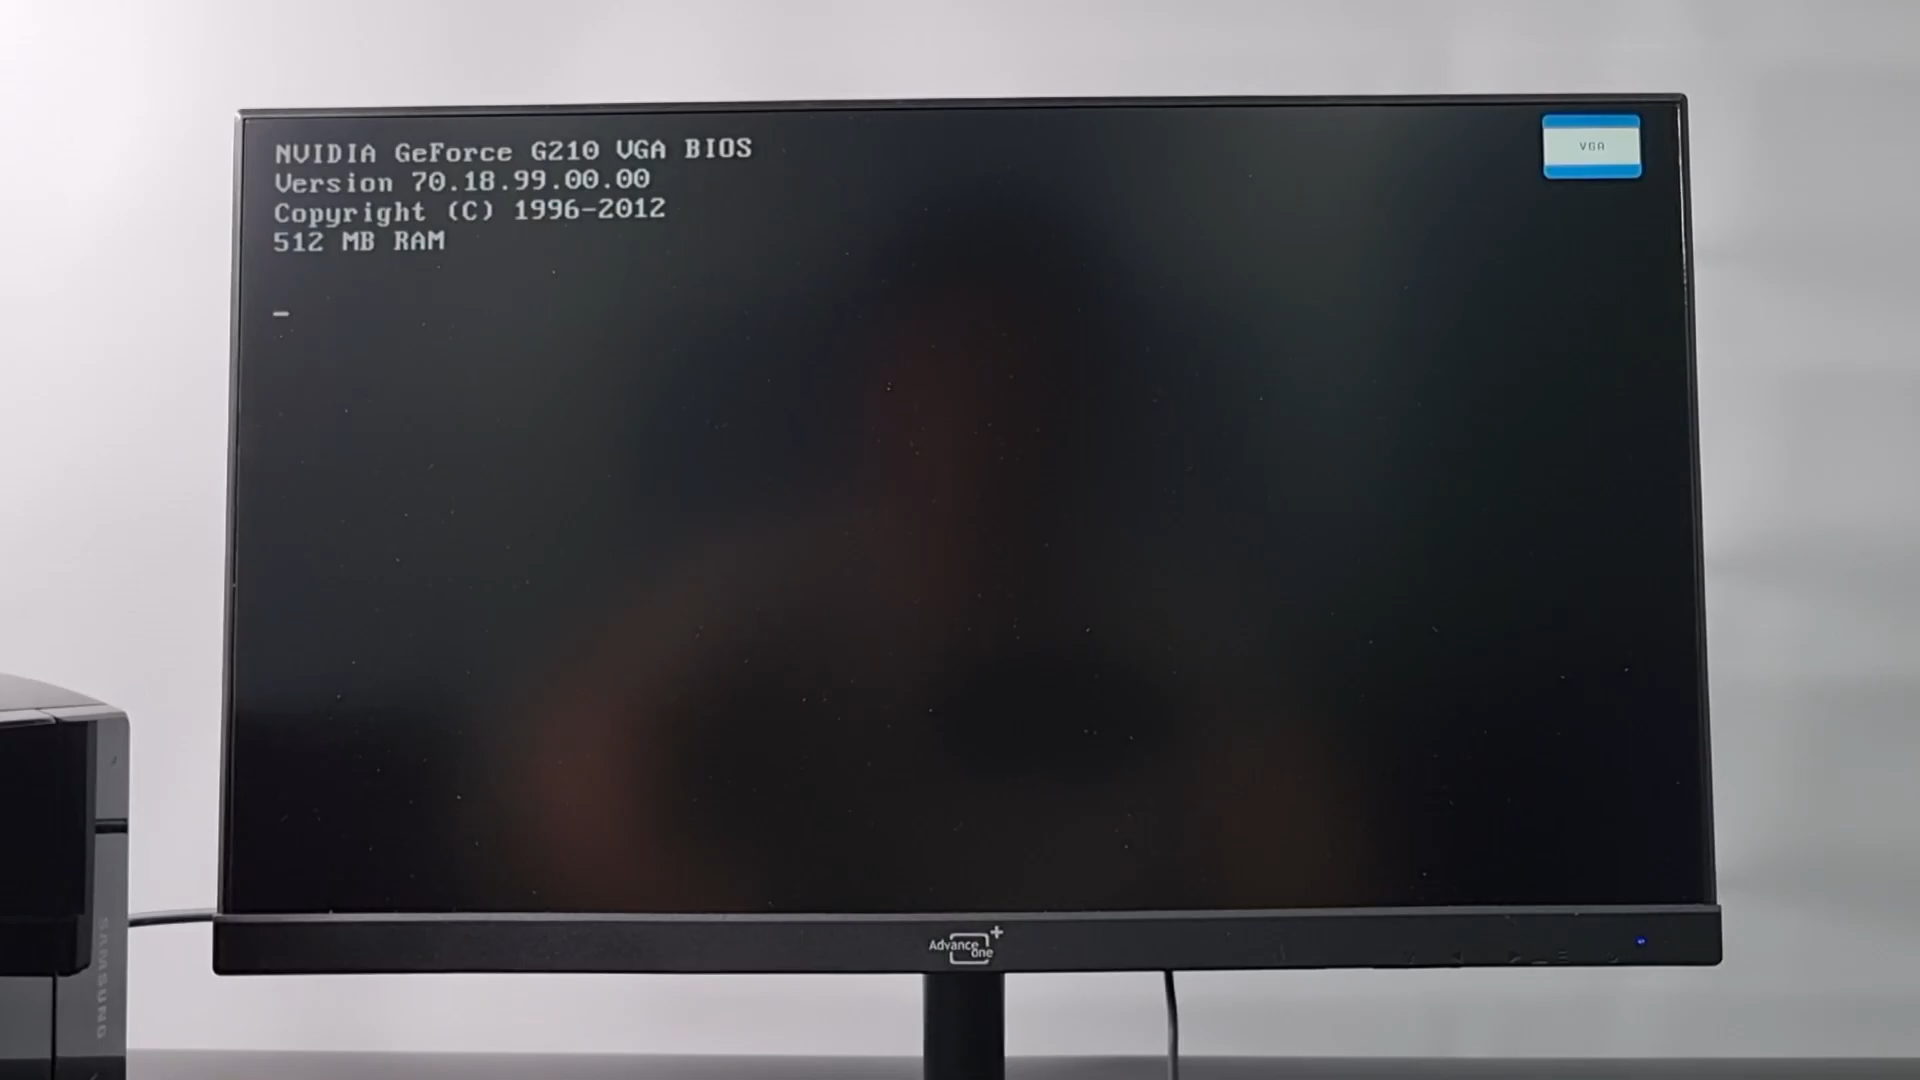 NVIDIA GeForce G210 VGA BIOS
Version 70.18.99.00.00
Copyright (C) 1996-2012
512 MB RAM
VGA
Advance one +
SAMSUNG